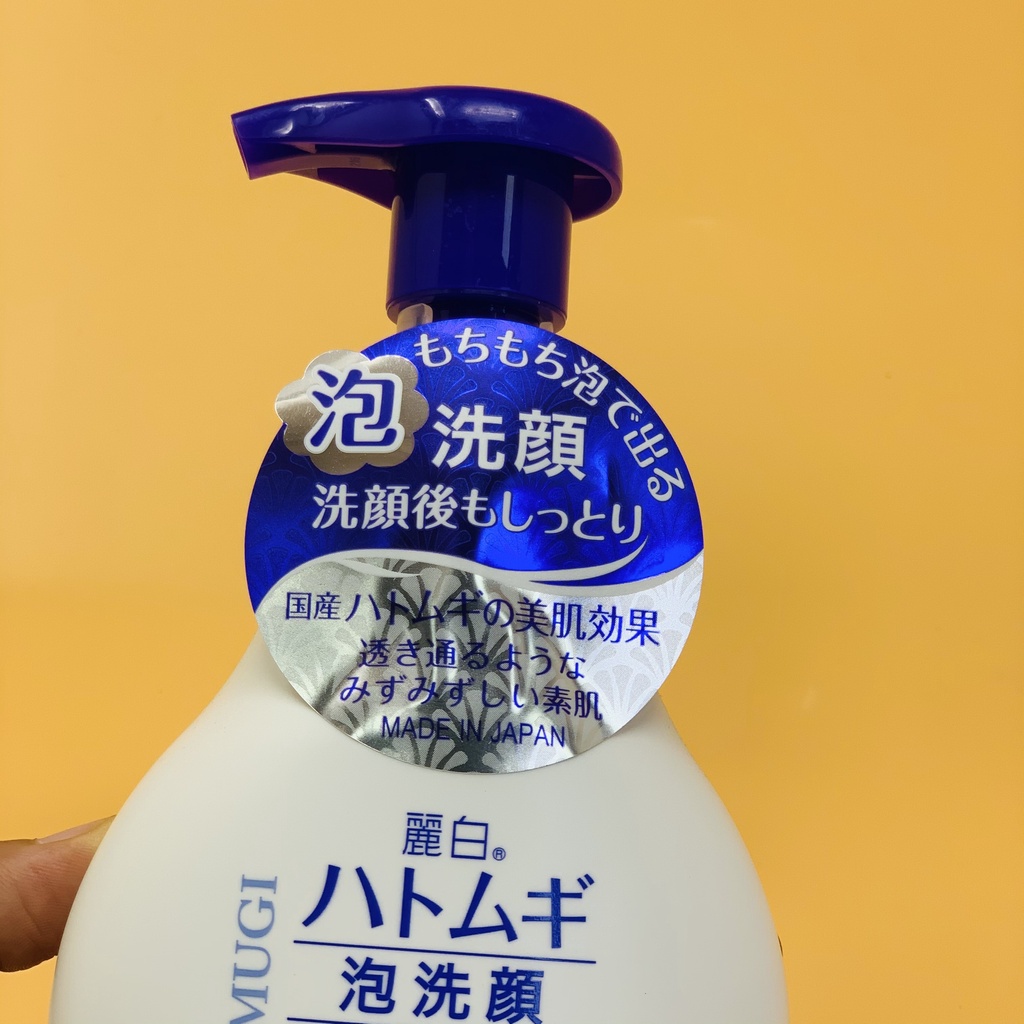 もちもち泡で出る
泡洗顔
洗顔後もしっとり
国産ハトムギの美肌効果
透き通るような
みずみずしい素肌
MADE IN JAPAN
麗白®
ハトムギ
泡洗顔
MUGI